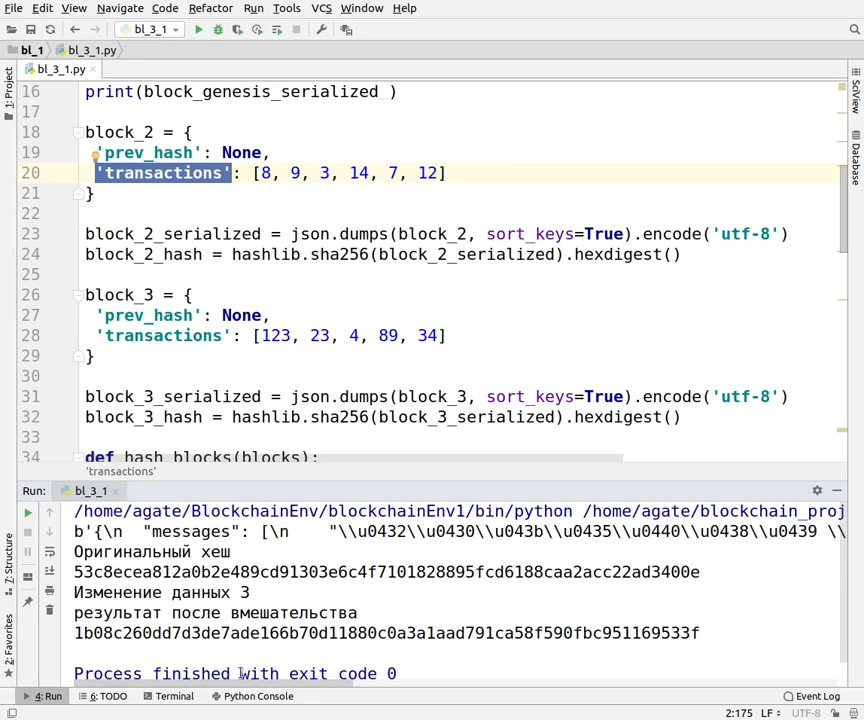 File Edit View Navigate Code Refactor Run Tools VCS Window Help
bl_3_1
bl_1 bl_3_1.py
bl_3_1.py
1: Project
SciView
Database
16 print(block_genesis_serialized )
17
18 block_2 = {
19 'prev_hash': None,
20 'transactions': [8, 9, 3, 14, 7, 12]
21 }
22
23 block_2_serialized = json.dumps(block_2, sort_keys=True).encode('utf-8')
24 block_2_hash = hashlib.sha256(block_2_serialized).hexdigest()
25
26 block_3 = {
27 'prev_hash': None,
28 'transactions': [123, 23, 4, 89, 34]
29 }
30
31 block_3_serialized = json.dumps(block_3, sort_keys=True).encode('utf-8')
32 block_3_hash = hashlib.sha256(block_3_serialized).hexdigest()
33
34 def hash_blocks(blocks):
'transactions'
Run: bl_3_1
/home/agate/BlockchainEnv/blockchainEnv1/bin/python /home/agate/blockchain_proj
b'{\n  "messages": [\n    "\\u0432\\u0430\\u043b\\u0435\\u0440\\u0438\\u0439 \\
Оригинальный хеш
53c8ecea812a0b2e489cd91303e6c4f7101828895fcd6188caa2acc22ad3400e
Изменение данных 3
результат после вмешательства
1b08c260dd7d3de7ade166b70d11880c0a3a1aad791ca58f590fbc951169533f
Process finished with exit code 0
7: Structure
2: Favorites
4: Run 6: TODO Terminal Python Console Event Log
2:175 LF UTF-8